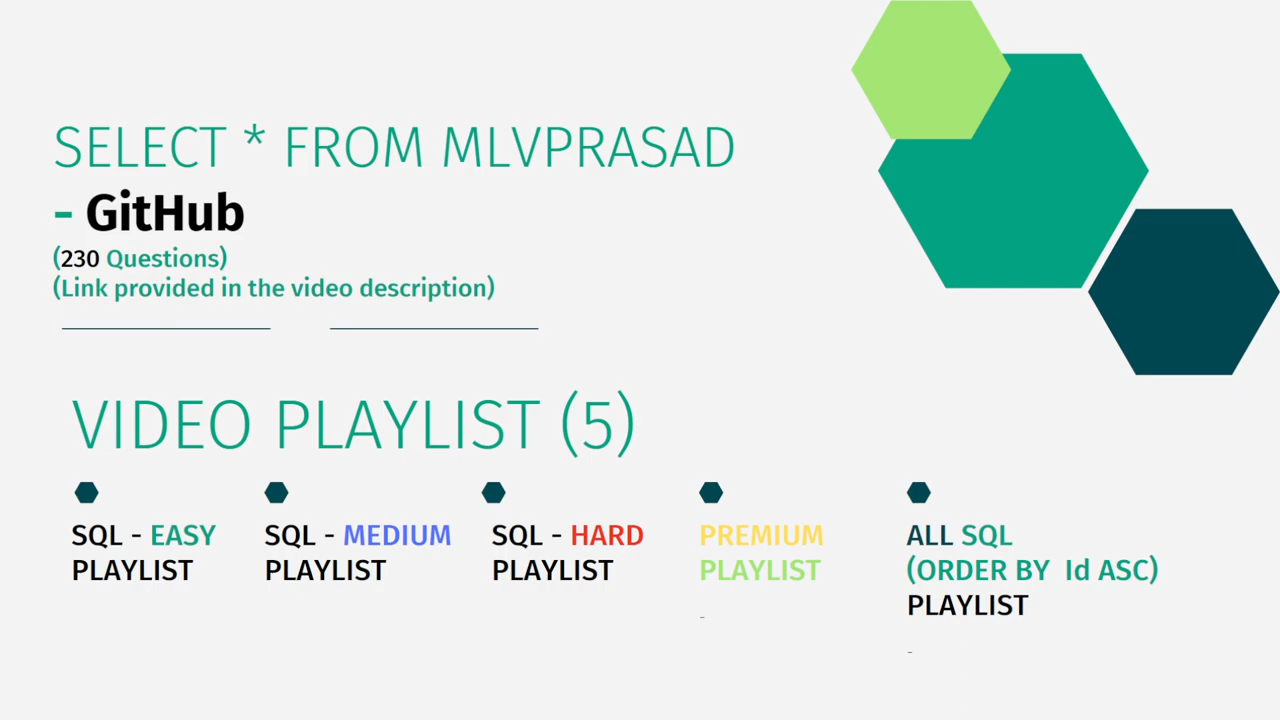 SELECT * FROM MLVPRASAD
- GitHub
(230 Questions)
(Link provided in the video description)
VIDEO PLAYLIST (5)
SQL - EASY
PLAYLIST
SQL - MEDIUM
PLAYLIST
SQL - HARD
PLAYLIST
PREMIUM
PLAYLIST
-
ALL SQL
(ORDER BY Id ASC)
PLAYLIST
-